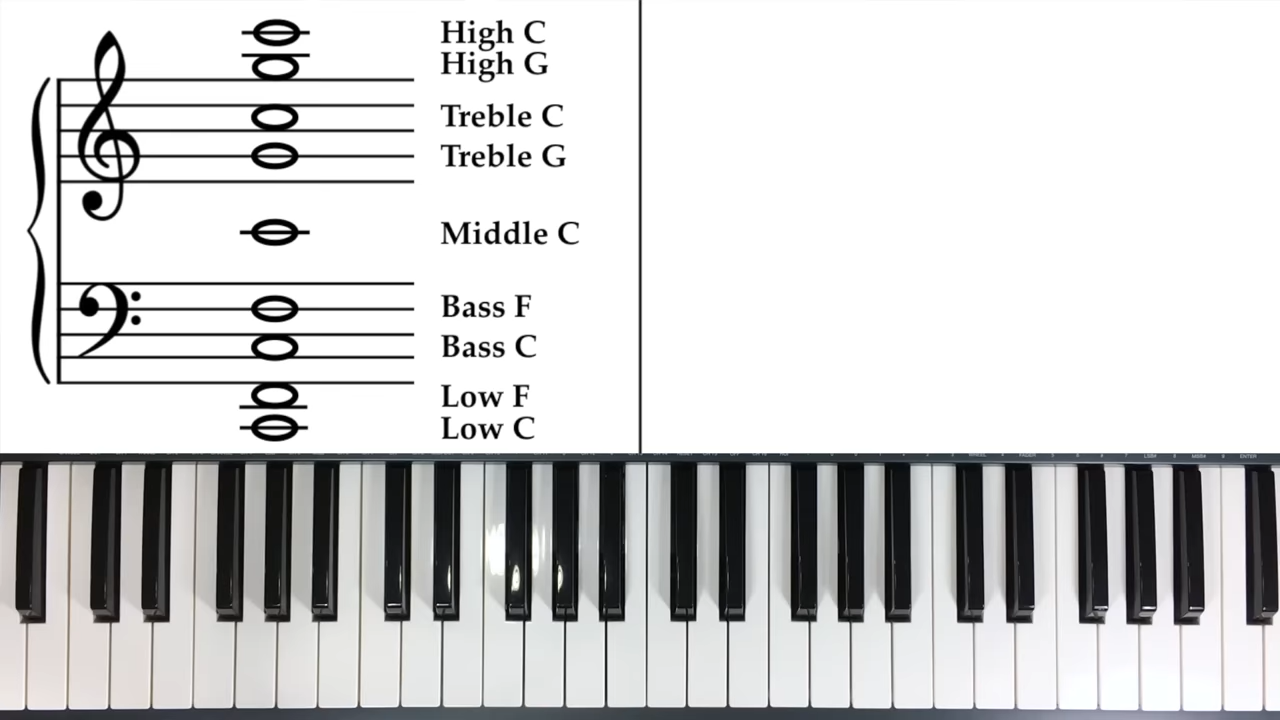 High C
High G
Treble C
Treble G
Middle C
Bass F
Bass C
Low F
Low C